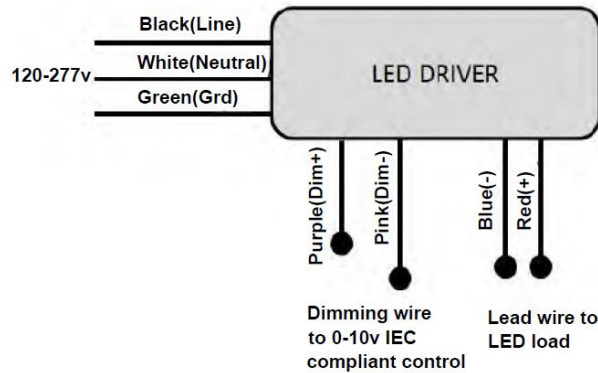 Black(Line)
White(Neutral)
120-277v
Green(Grd)
LED DRIVER
Purple(Dim+)
Pink(Dim-)
Blue(-)
Red(+)
Dimming wire
to 0-10v IEC
compliant control
Lead wire to
LED load